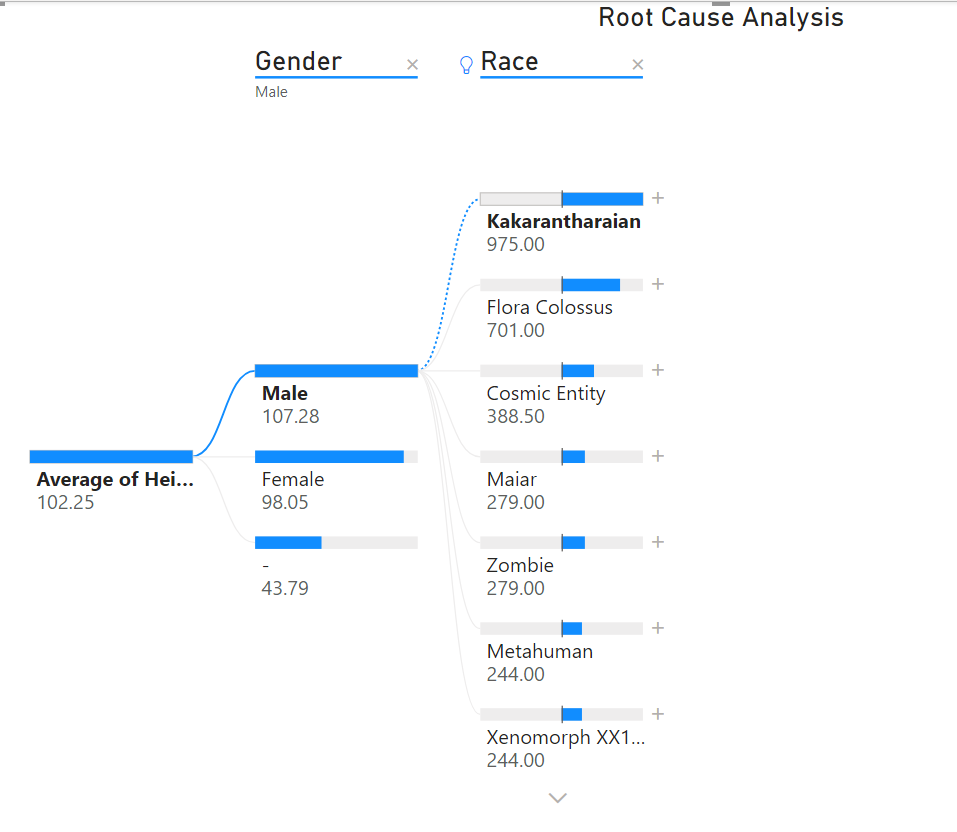 Root Cause Analysis
Gender
Race
Male
Kakarantharaian
975.00
Flora Colossus
701.00
Male
107.28
Cosmic Entity
388.50
Average of Hei...
102.25
Female
98.05
Maiar
279.00
-
43.79
Zombie
279.00
Metahuman
244.00
Xenomorph XX1...
244.00